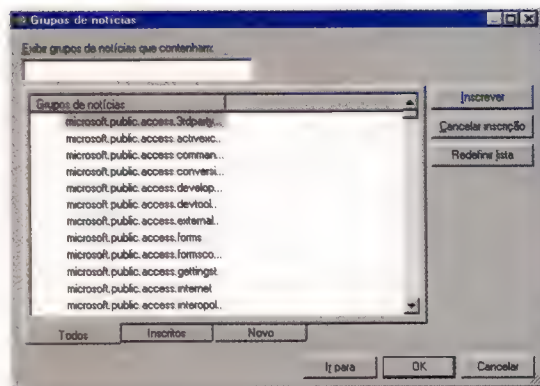 Grupos de notícias
Exibir grupos de notícias que contenham:
Grupos de notícias
microsoft.public.access.3rdparty...
microsoft.public.access.activexc...
microsoft.public.access.comman...
microsoft.public.access.conversi...
microsoft.public.access.develop...
microsoft.public.access.devtool..
microsoft.public.access.external..
microsoft.public.access.forms
microsoft.public.access.formsco...
microsoft.public.access.gettingst.
microsoft.public.access.internet
microsoft.public.access.interopol..
Inscrever
Cancelar inscrição
Redefinir lista
Todos
Inscritos
Novo
Ir para
OK
Cancelar